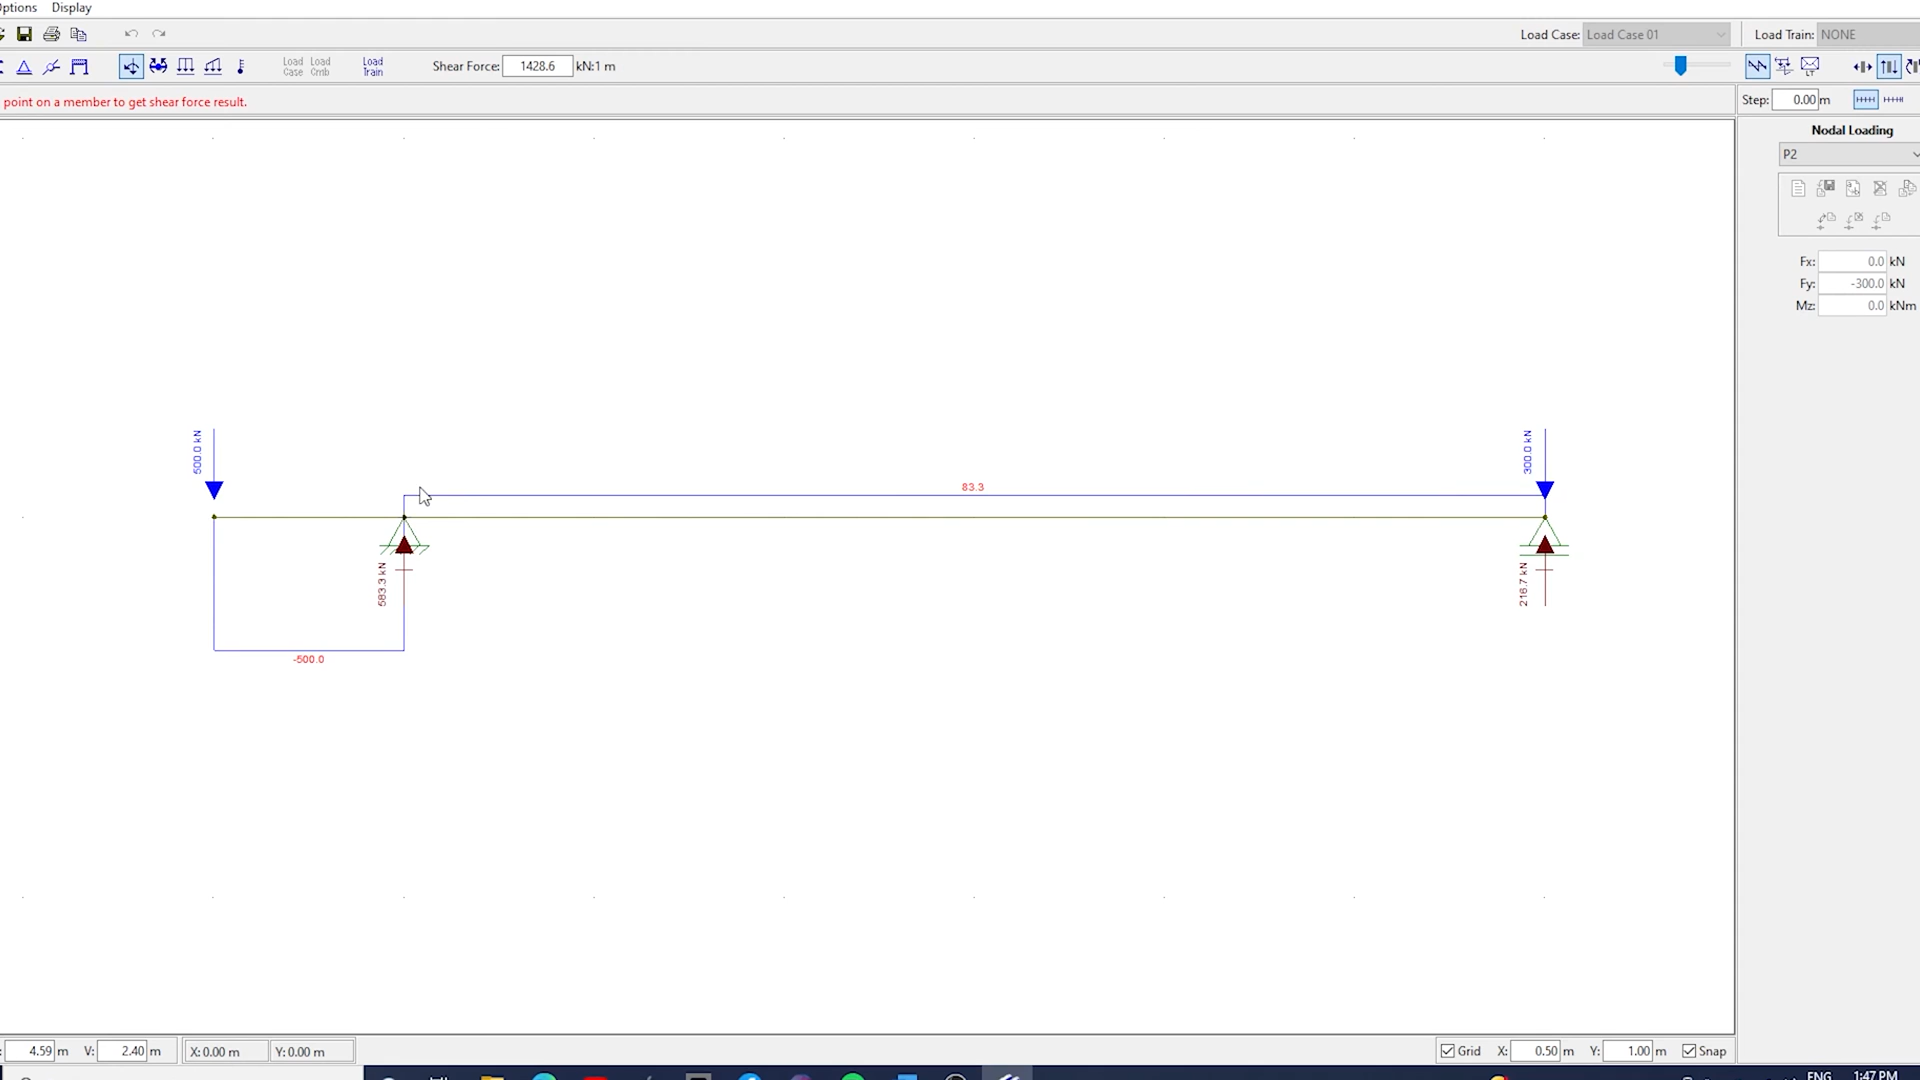 ptions Display
Load Case: Load Case 01 Load Train: NONE
Load Case Load Cmb Load Train Shear Force: 1428.6 kN:1 m
point on a member to get shear force result.
Step: 0.00 m
Nodal Loading
P2
Fx: 0.0 kN
Fy: -300.0 kN
Mz: 0.0 kNm
500.0 kN
300.0 kN
83.3
583.3 kN
216.7 kN
-500.0
: 4.59 m V: 2.40 m X: 0.00 m Y: 0.00 m
Grid X: 0.50 m Y: 1.00 m Snap
ENG 1:47 PM